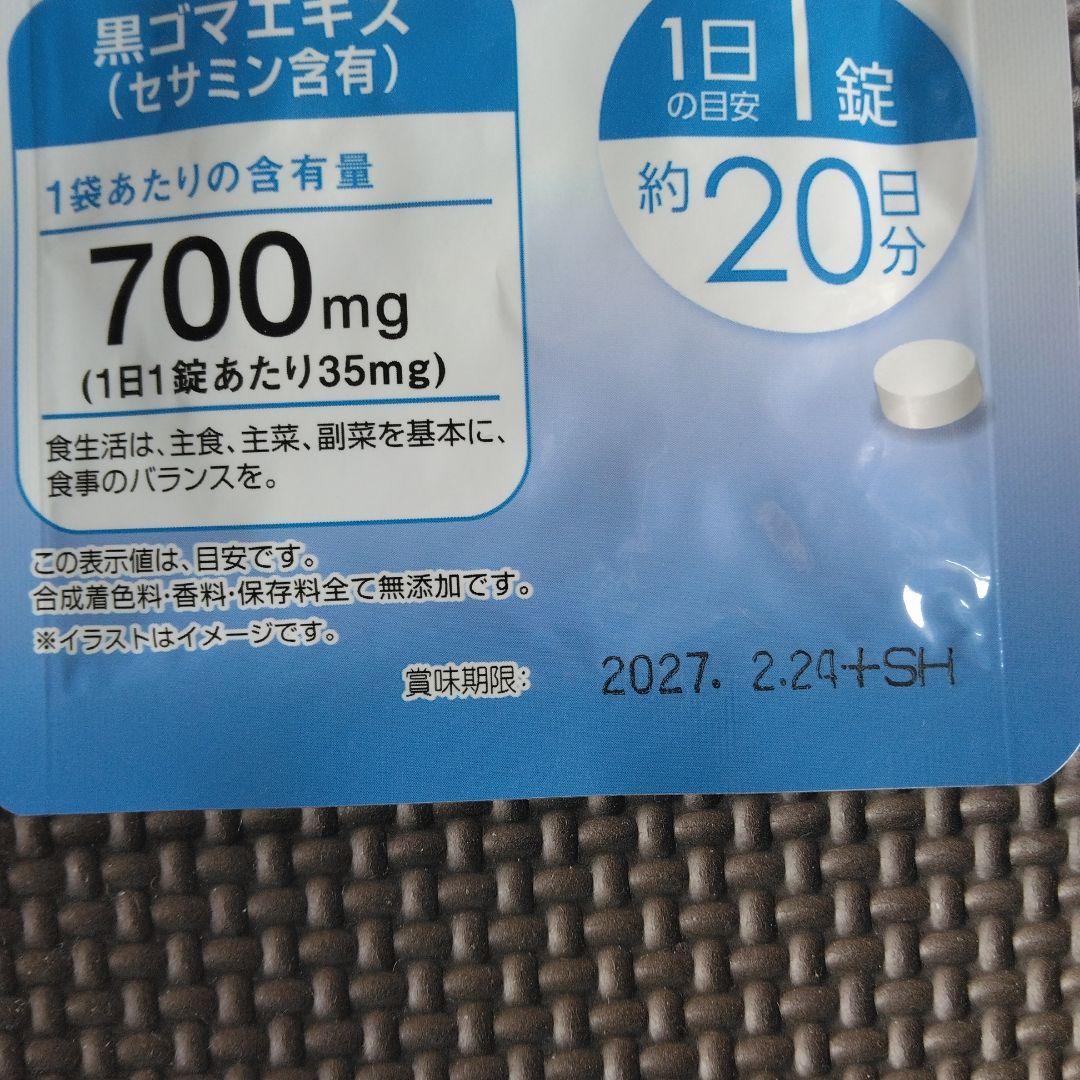 黒ゴマエキス
(セサミン含有)
1袋あたりの含有量
700mg
(1日1錠あたり35mg)
食生活は、主食、主菜、副菜を基本に、
食事のバランスを。
この表示値は、目安です。
合成着色料・香料・保存料全て無添加です。
※イラストはイメージです。
1日
の目安
1錠
約20日分
賞味期限: 2027. 2.24+SH